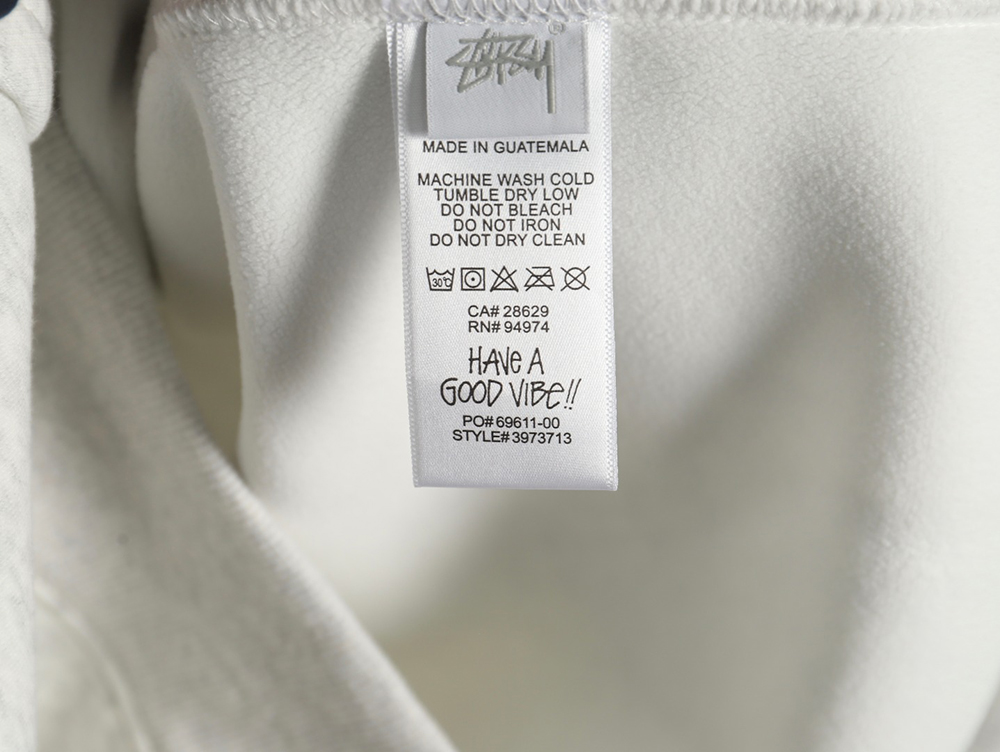 STÜSSY®
MADE IN GUATEMALA
MACHINE WASH COLD
TUMBLE DRY LOW
DO NOT BLEACH
DO NOT IRON
DO NOT DRY CLEAN
30°C
CA# 28629
RN# 94974
HAVE A
GOOD VIBE!!
PO# 69611-00
STYLE# 3973713